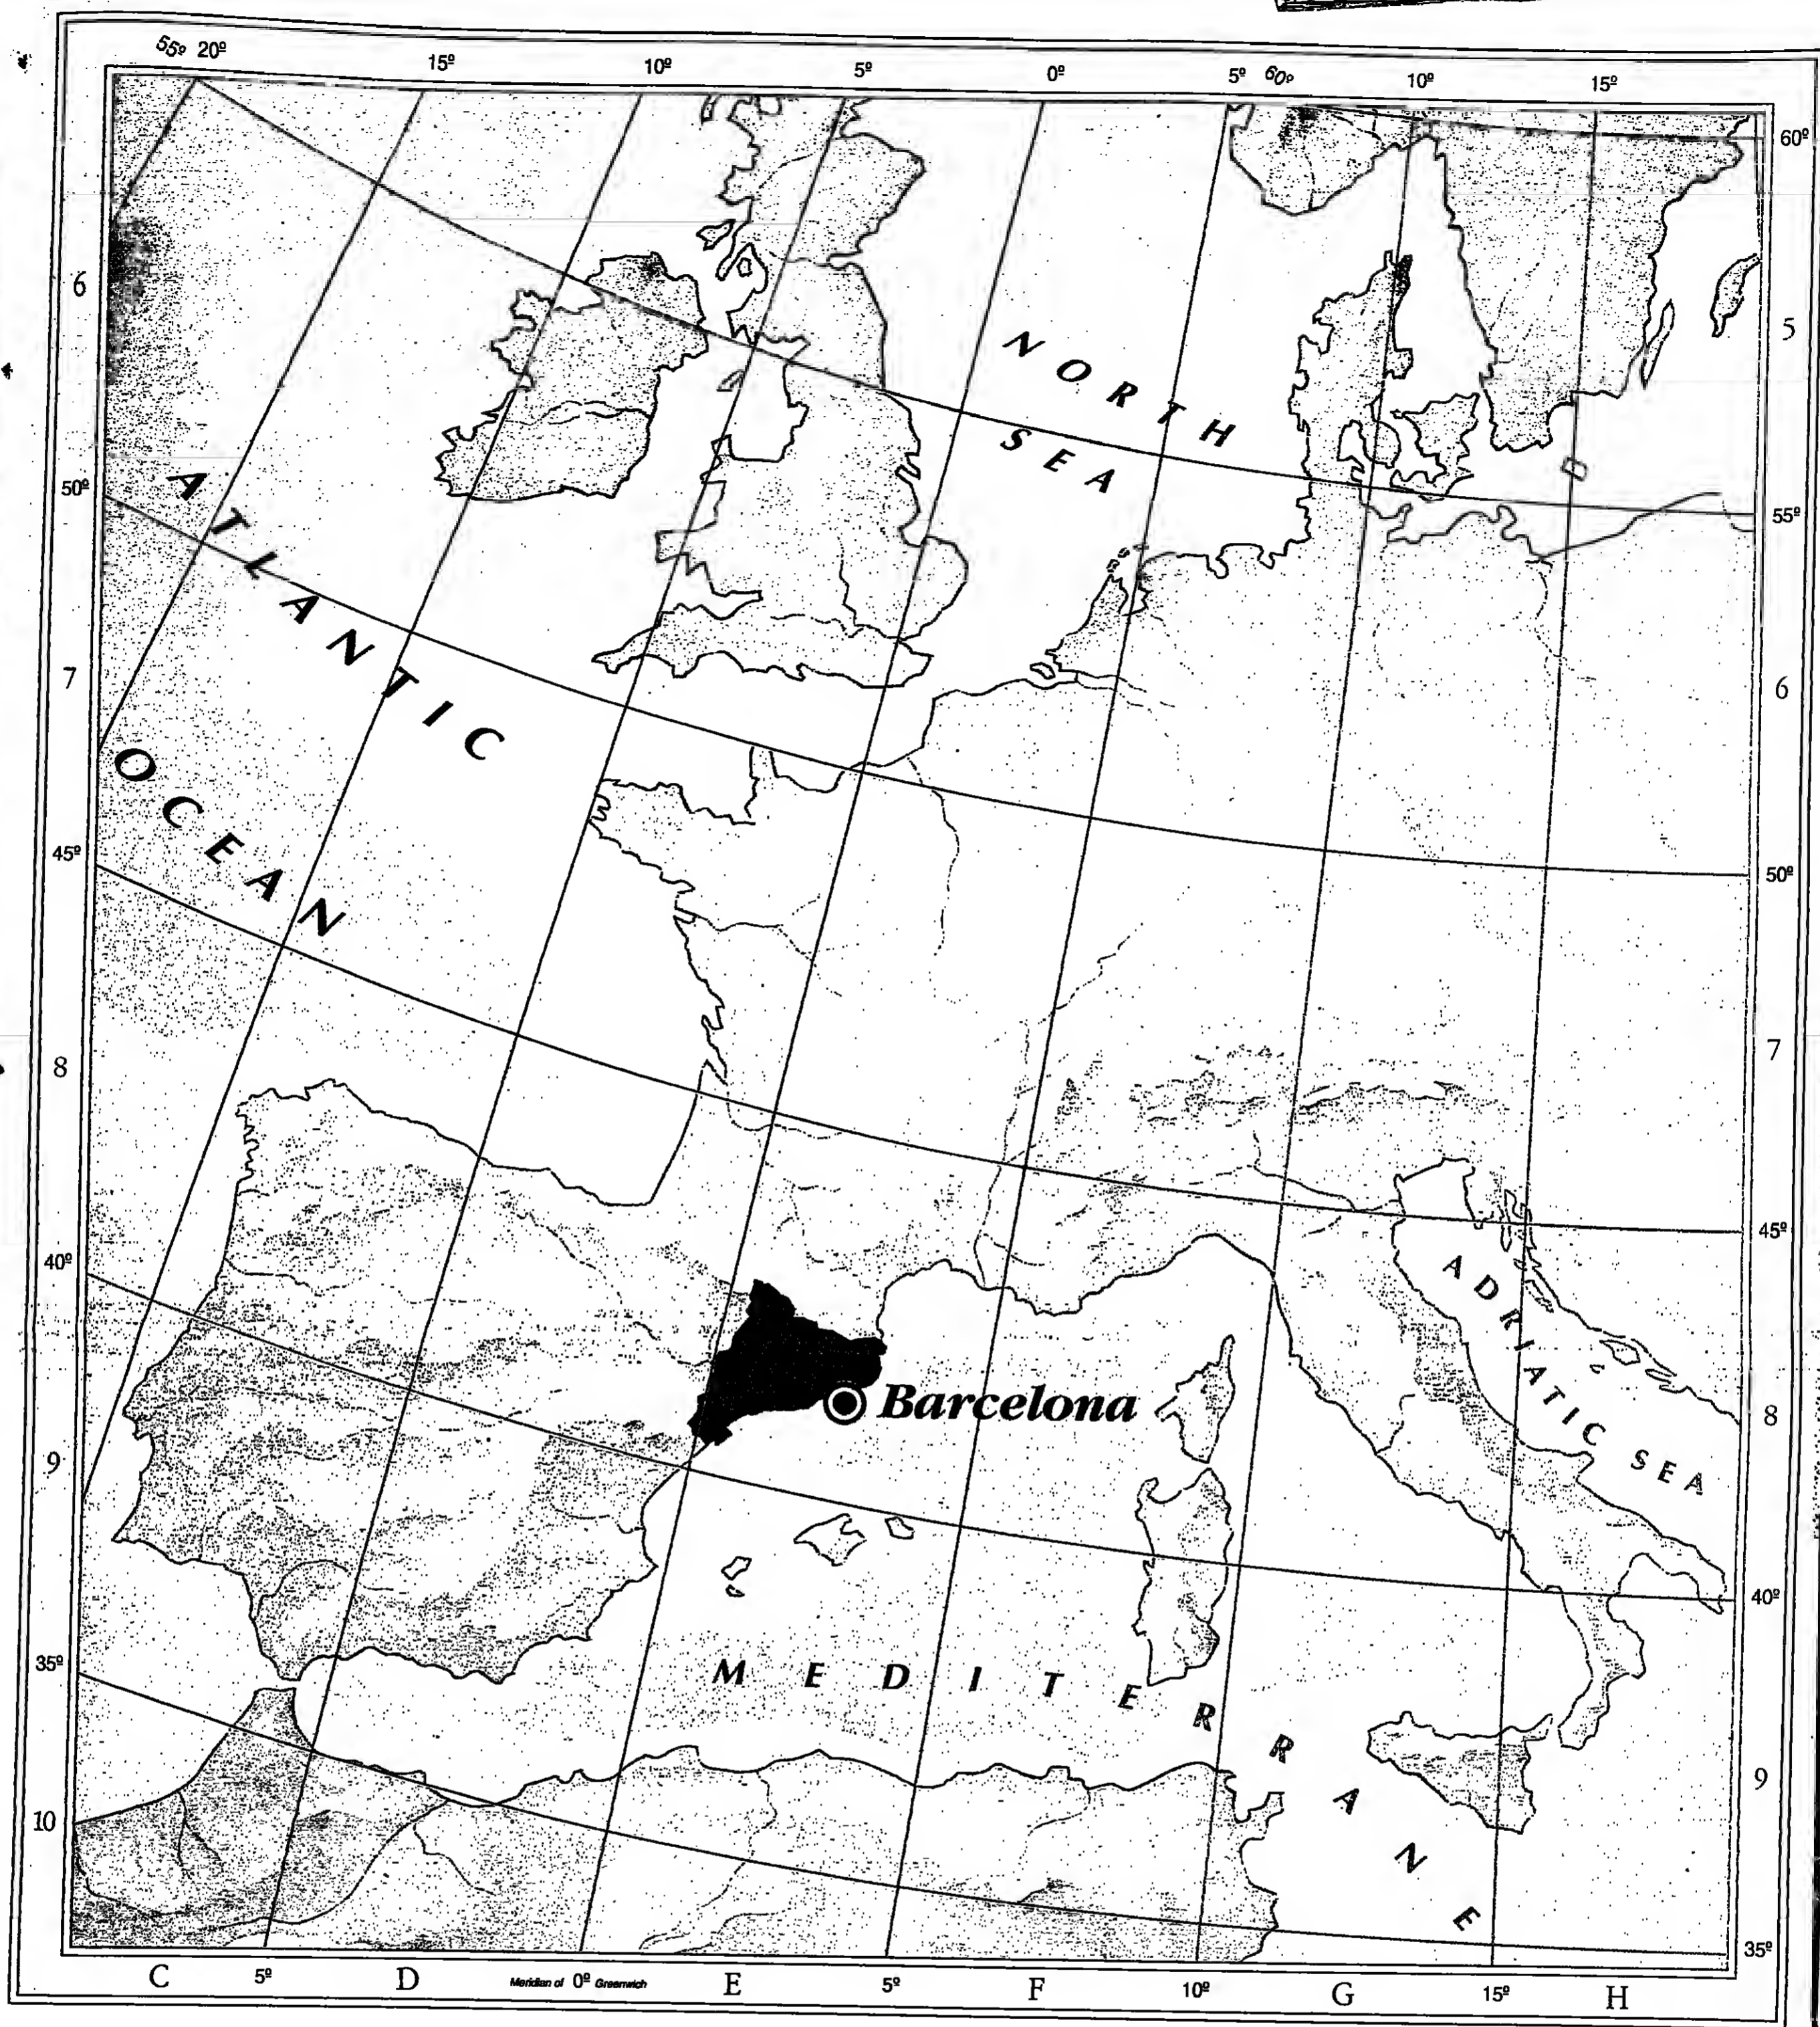 55º 20º 15º 10º 5º 0º 5º 60º 10º 15º
60º
6
5
NORTH
SEA
50º
55º
ATLANTIC
OCEAN
7
6
45º
50º
8
7
40º
45º
ADRIATIC SEA
Barcelona
9
8
40º
35º
MEDITERRANE
10
9
35º
C 5º D Meridian of 0º Greenwich E 5º F 10º G 15º H